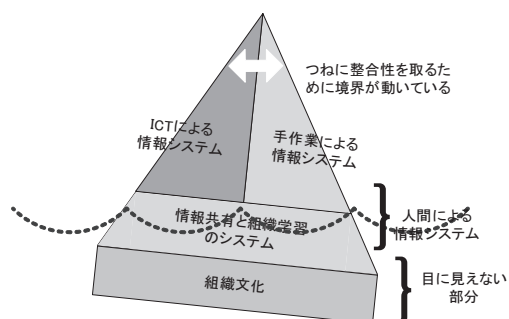 つねに整合性を取るた
めに境界が動いている
ICTによる
情報システム
手作業による
情報システム
情報共有と組織学習
のシステム
人間による
情報システム
組織文化
目に見えない
部分